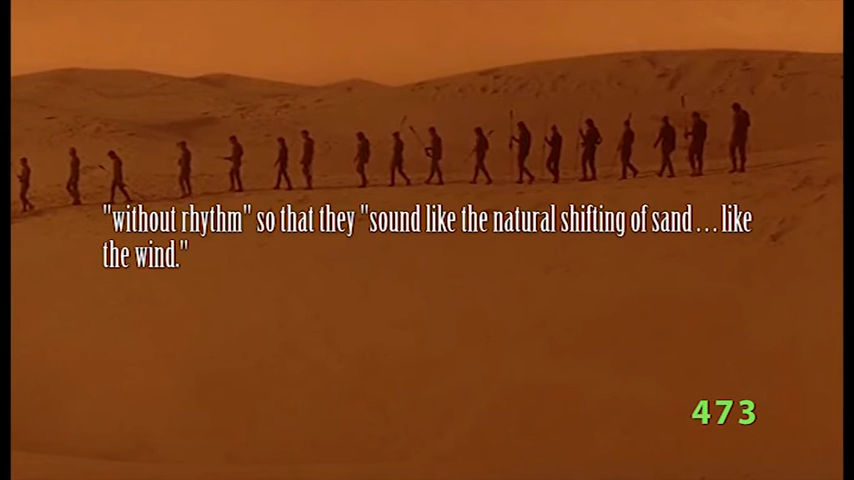 "without rhythm" so that they "sound like the natural shifting of sand . . . like
the wind."
473